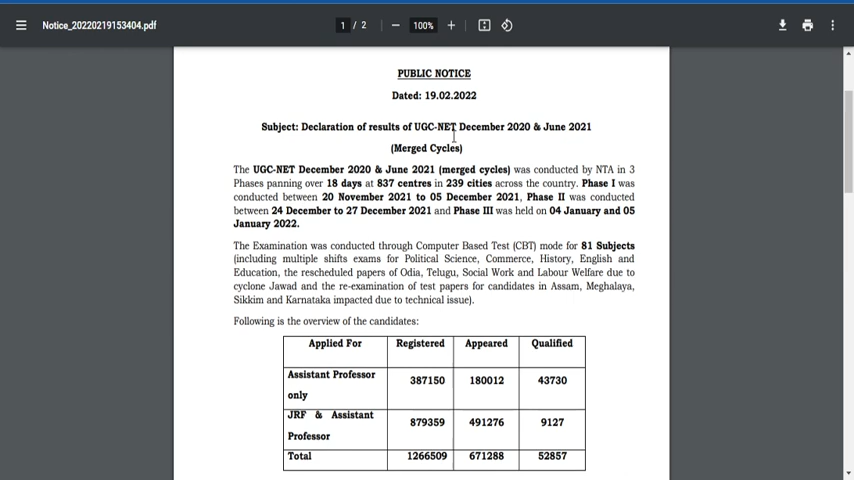 Notice_20220219153404.pdf
1 / 2
100%
PUBLIC NOTICE
Dated: 19.02.2022
Subject: Declaration of results of UGC-NET December 2020 & June 2021
(Merged Cycles)
The UGC-NET December 2020 & June 2021 (merged cycles) was conducted by NTA in 3
Phases panning over 18 days at 837 centres in 239 cities across the country. Phase I was
conducted between 20 November 2021 to 05 December 2021, Phase II was conducted
between 24 December to 27 December 2021 and Phase III was held on 04 January and 05
January 2022.
The Examination was conducted through Computer Based Test (CBT) mode for 81 Subjects
(including multiple shifts exams for Political Science, Commerce, History, English and
Education, the rescheduled papers of Odia, Telugu, Social Work and Labour Welfare due to
cyclone Jawad and the re-examination of test papers for candidates in Assam, Meghalaya,
Sikkim and Karnataka impacted due to technical issue).
Following is the overview of the candidates:
Applied For Registered Appeared Qualified
Assistant Professor
only 387150 180012 43730
JRF & Assistant
Professor 879359 491276 9127
Total 1266509 671288 52857